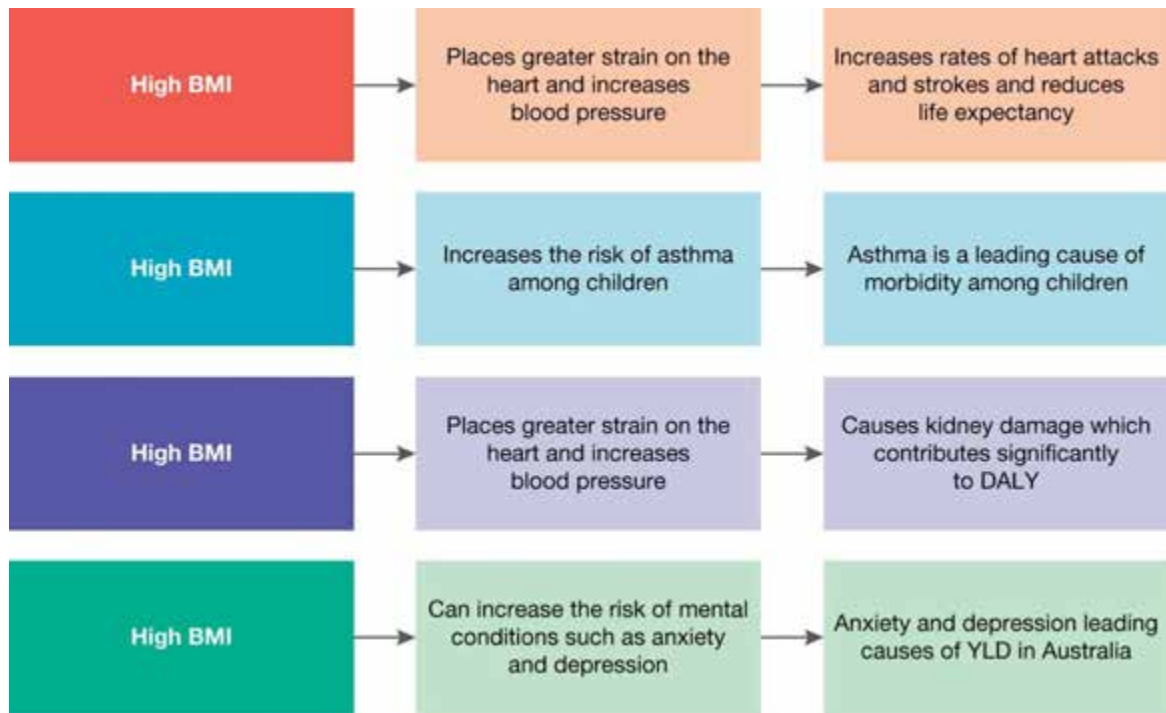 High BMI
Places greater strain on the
heart and increases
blood pressure
Increases rates of heart attacks
and strokes and reduces
life expectancy
High BMI
Increases the risk of asthma
among children
Asthma is a leading cause of
morbidity among children
High BMI
Places greater strain on the
heart and increases
blood pressure
Causes kidney damage which
contributes significantly
to DALY
High BMI
Can increase the risk of mental
conditions such as anxiety
and depression
Anxiety and depression leading
causes of YLD in Australia